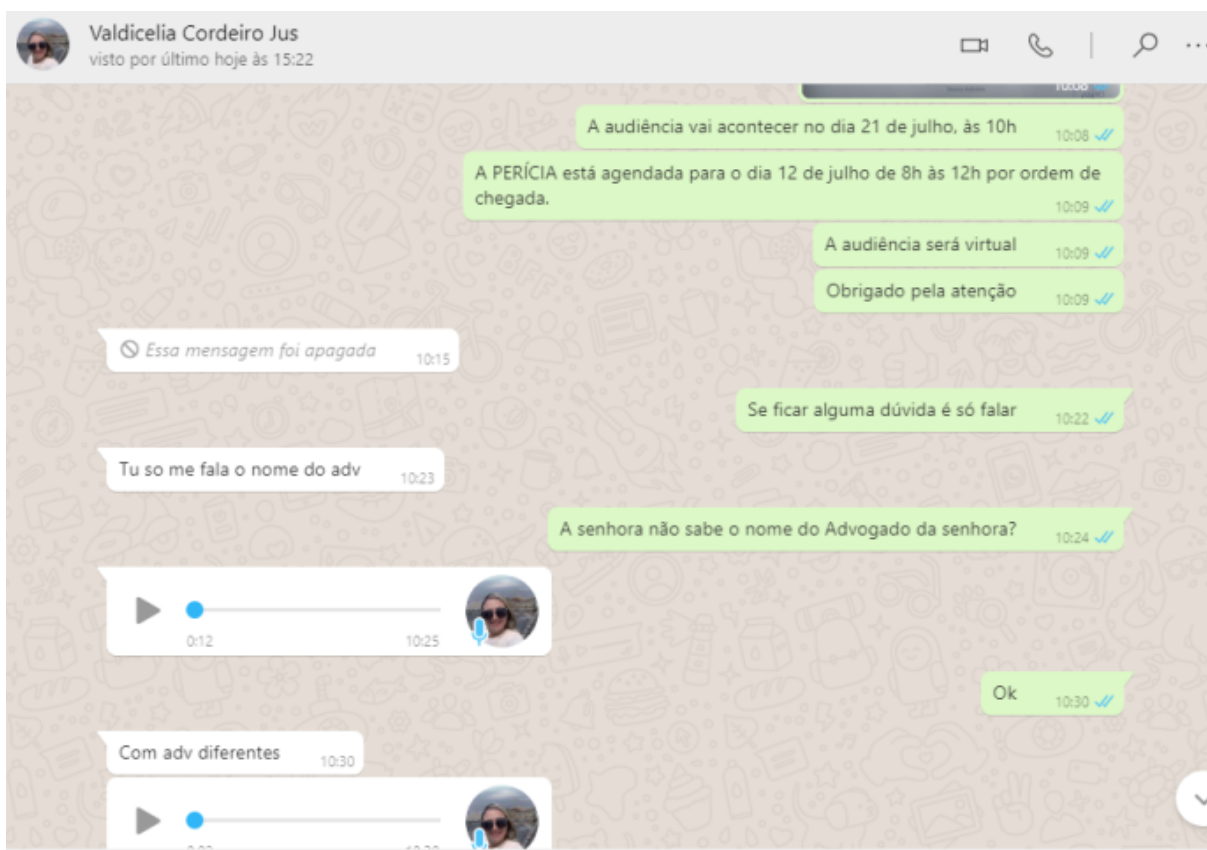 Valdicelia Cordeiro Jus
visto por último hoje às 15:22
10:08
A audiência vai acontecer no dia 21 de julho, às 10h 10:08
A PERÍCIA está agendada para o dia 12 de julho de 8h às 12h por ordem de
chegada. 10:09
A audiência será virtual 10:09
Obrigado pela atenção 10:09
Essa mensagem foi apagada 10:15
Se ficar alguma dúvida é só falar 10:22
Tu so me fala o nome do adv 10:23
A senhora não sabe o nome do Advogado da senhora? 10:24
0:12 10:25
Ok 10:30
Com adv diferentes 10:30